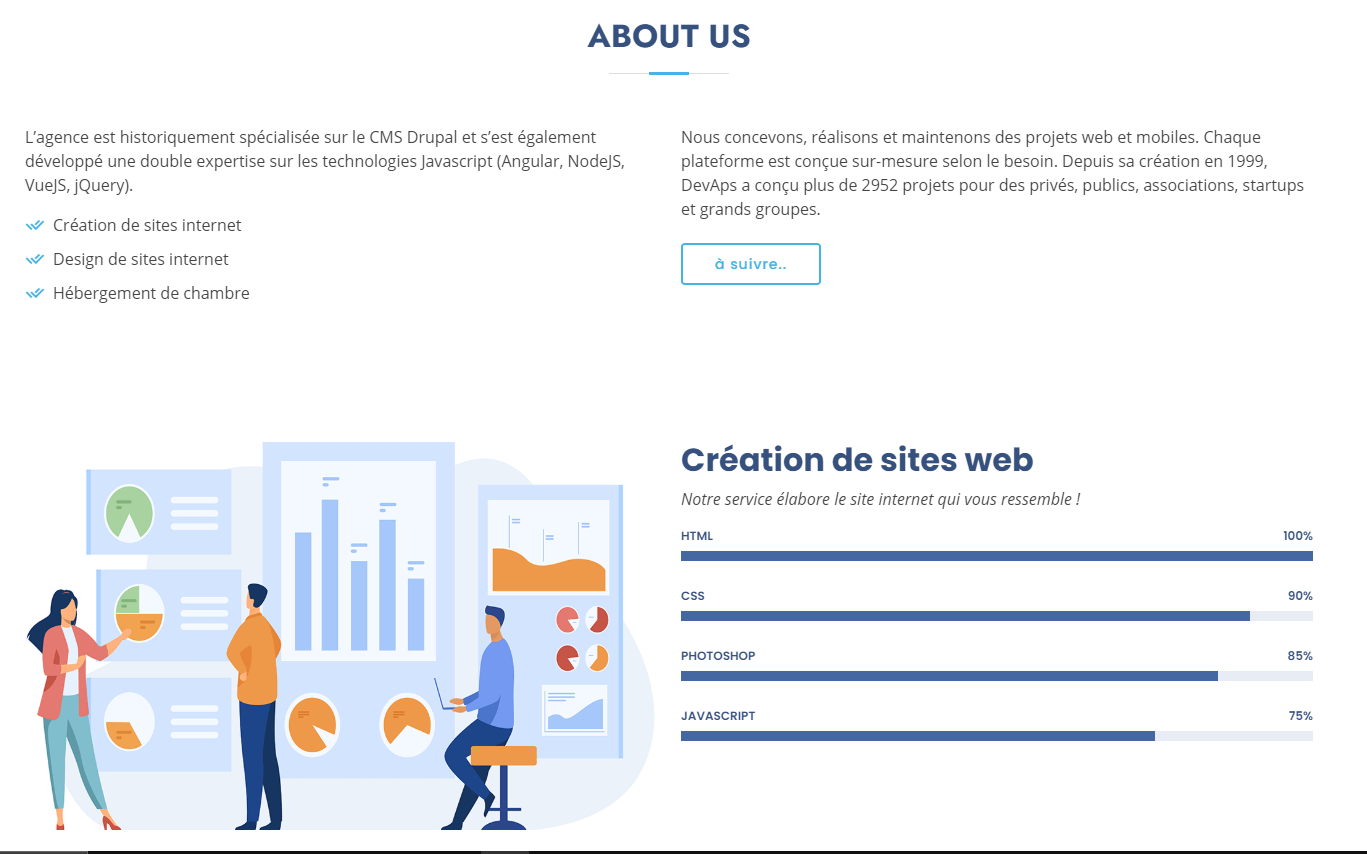 ABOUT US
L’agence est historiquement spécialisée sur le CMS Drupal et s’est également
développé une double expertise sur les technologies Javascript (Angular, NodeJS,
VueJS, jQuery).
Création de sites internet
Design de sites internet
Hébergement de chambre
Nous concevons, réalisons et maintenons des projets web et mobiles. Chaque
plateforme est conçue sur-mesure selon le besoin. Depuis sa création en 1999,
DevAps a conçu plus de 2952 projets pour des privés, publics, associations, startups
et grands groupes.
à suivre..
Création de sites web
Notre service élabore le site internet qui vous ressemble !
HTML 100%
CSS 90%
PHOTOSHOP 85%
JAVASCRIPT 75%